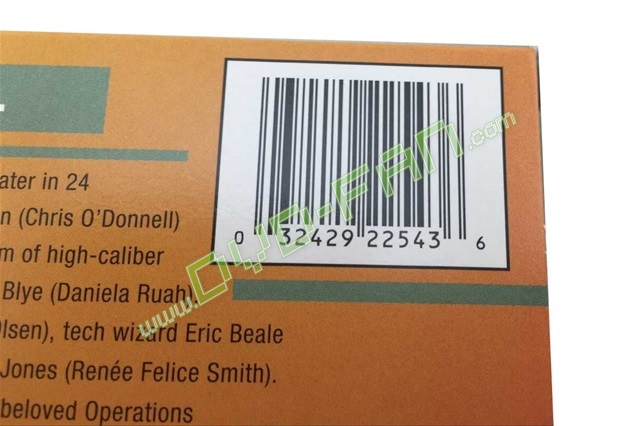 ater in 24
n (Chris O'Donnell)
m of high-caliber
Blye (Daniela Ruah),
Olsen), tech wizard Eric Beale
Jones (Renée Felice Smith).
beloved Operations
0 32429 22543 6
www.DVD-FAN.com